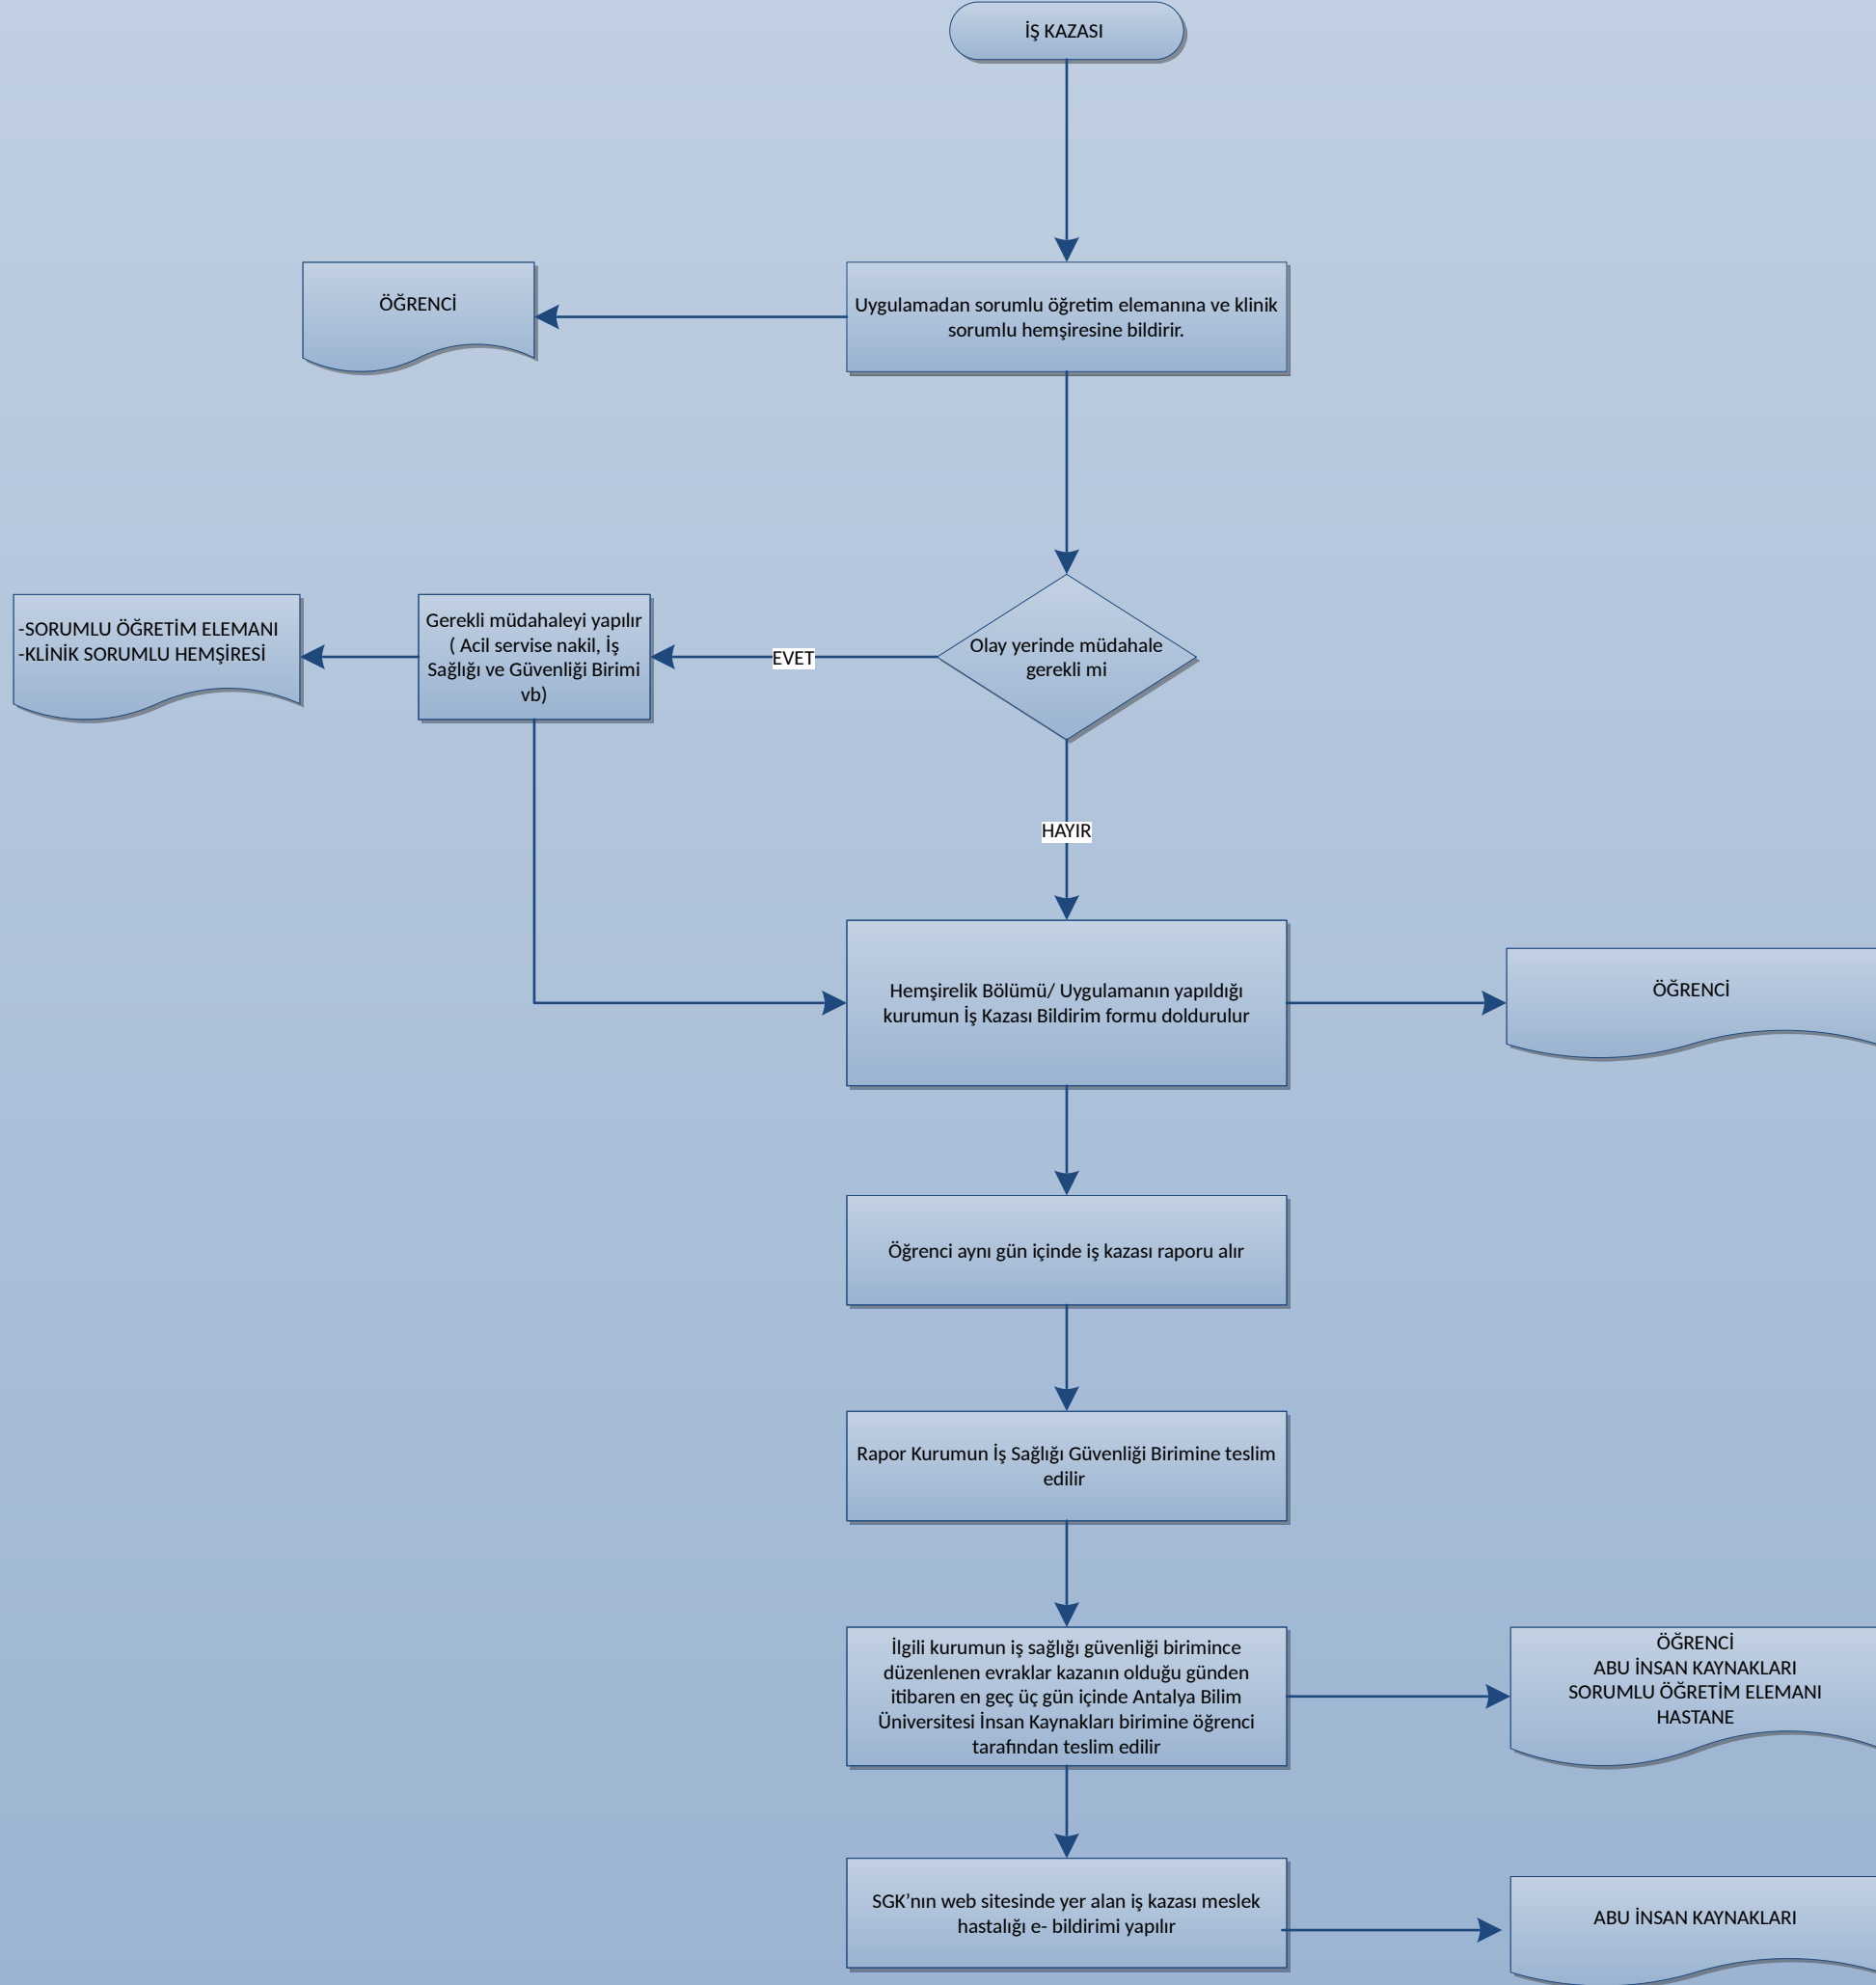 İŞ KAZASI
ÖĞRENCİ
Uygulamadan sorumlu öğretim elemanına ve klinik
sorumlu hemşiresine bildirir.
-SORUMLU ÖĞRETİM ELEMANI
-KLİNİK SORUMLU HEMŞİRESİ
Gerekli müdahaleyi yapılır
( Acil servise nakil, İş
Sağlığı ve Güvenliği Birimi
vb)
EVET
Olay yerinde müdahale
gerekli mi
HAYIR
Hemşirelik Bölümü/ Uygulamanın yapıldığı
kurumun İş Kazası Bildirim formu doldurulur
ÖĞRENCİ
Öğrenci aynı gün içinde iş kazası raporu alır
Rapor Kurumun İş Sağlığı Güvenliği Birimine teslim
edilir
İlgili kurumun iş sağlığı güvenliği birimince
düzenlenen evraklar kazanın olduğu günden
itibaren en geç üç gün içinde Antalya Bilim
Üniversitesi İnsan Kaynakları birimine öğrenci
tarafından teslim edilir
ÖĞRENCİ
ABU İNSAN KAYNAKLARI
SORUMLU ÖĞRETİM ELEMANI
HASTANE
SGK’nın web sitesinde yer alan iş kazası meslek
hastalığı e- bildirimi yapılır
ABU İNSAN KAYNAKLARI